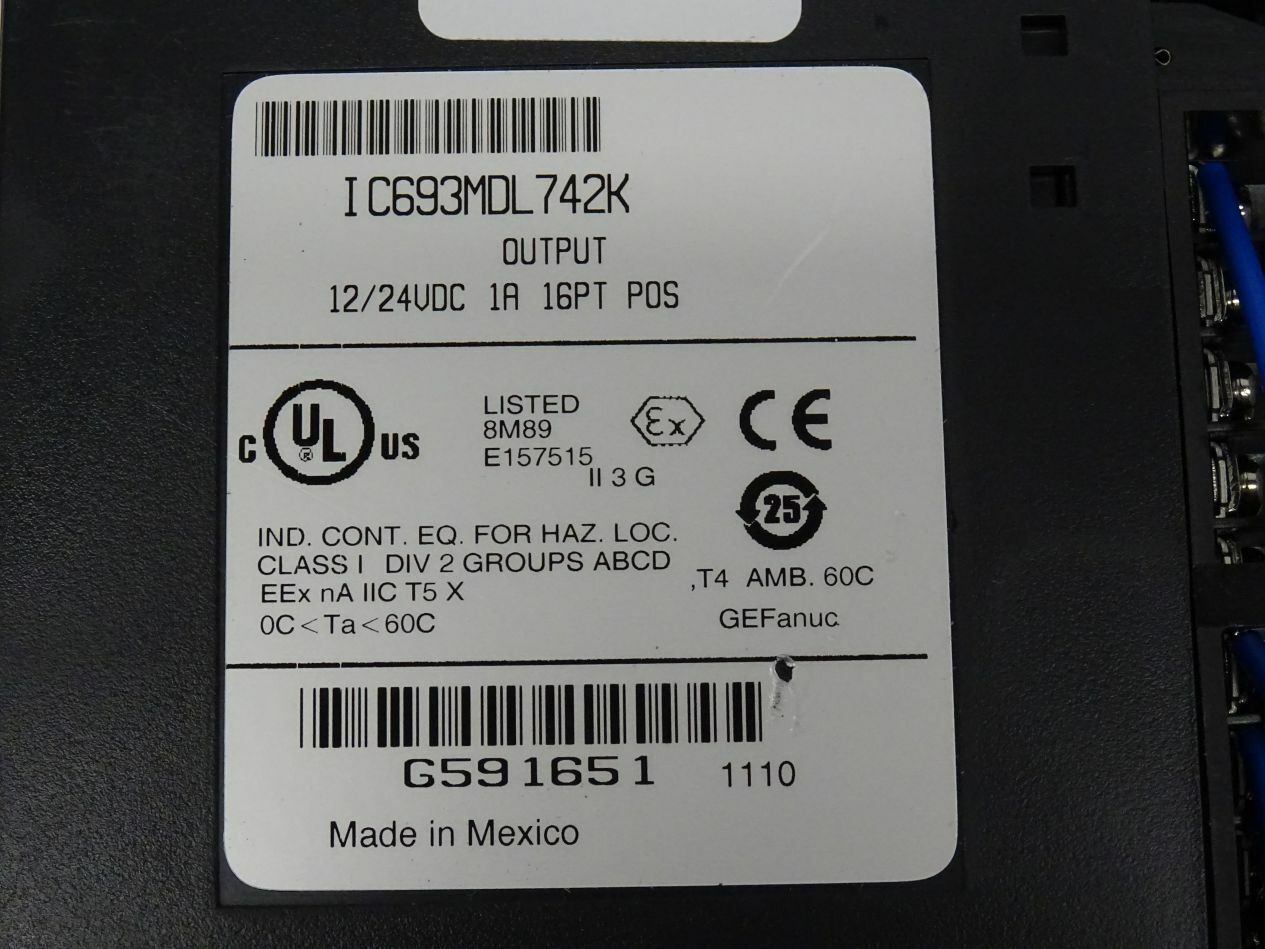 IC693MDL742K
OUTPUT
12/24VDC 1A 16PT POS
C UL ® US
LISTED
8M89
E157515
Ex
CE
II 3 G
25
IND. CONT. EQ. FOR HAZ. LOC.
CLASS I DIV 2 GROUPS ABCD
,T4 AMB. 60C
EEx nA IIC T5 X
0C<Ta<60C
GEFanuc
G591651 1110
Made in Mexico